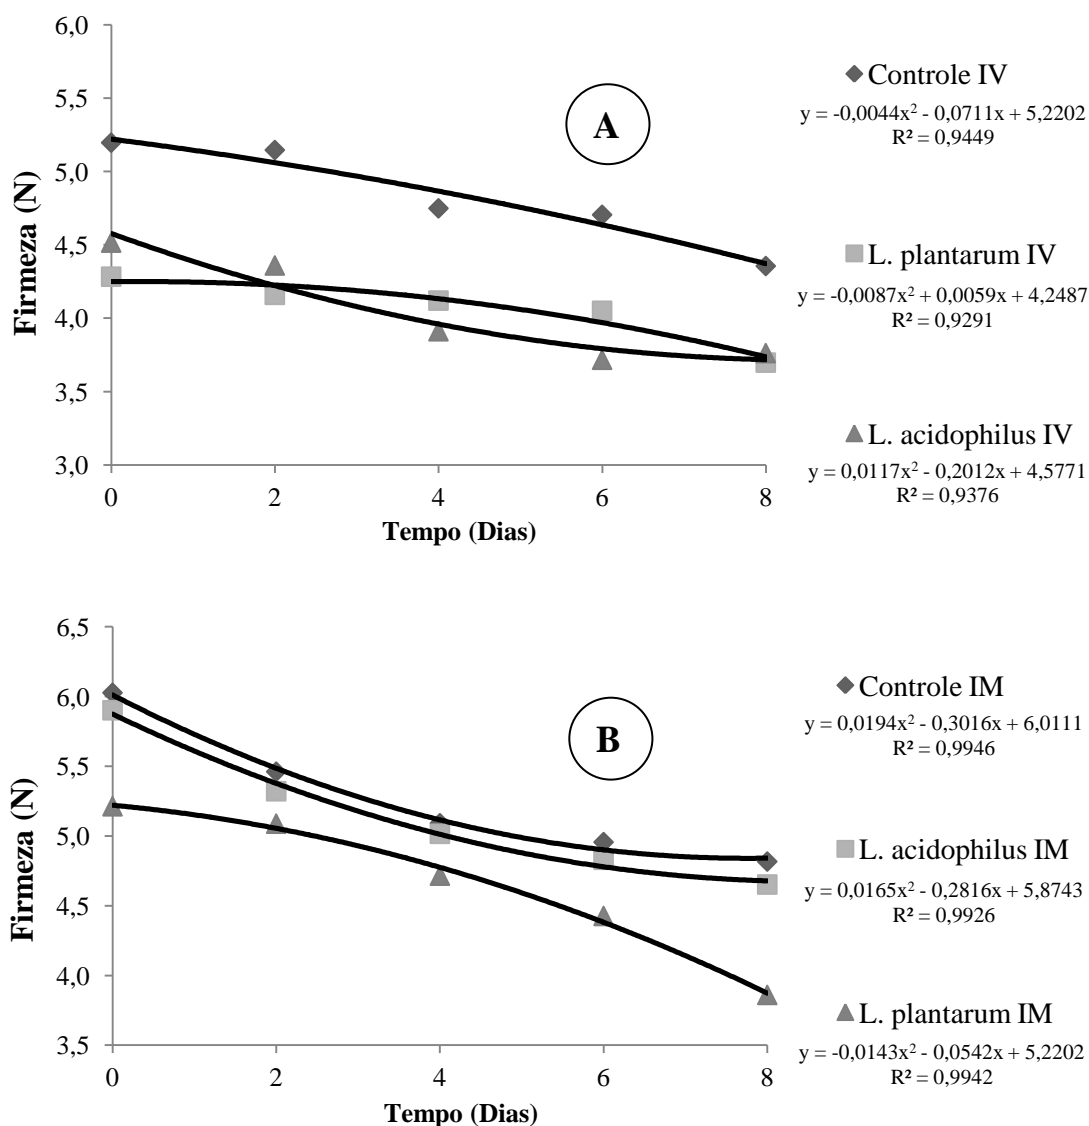 6,0
5,5
5,0
4,5
4,0
3,5
3,0
Firmeza (N)
0 2 4 6 8
Tempo (Dias)
A
Controle IV
y = -0,0044x² - 0,0711x + 5,2202
R² = 0,9449
L. plantarum IV
y = -0,0087x² + 0,0059x + 4,2487
R² = 0,9291
L. acidophilus IV
y = 0,0117x² - 0,2012x + 4,5771
R² = 0,9376
6,5
6,0
5,5
5,0
4,5
4,0
3,5
Firmeza (N)
0 2 4 6 8
Tempo (Dias)
B
Controle IM
y = 0,0194x² - 0,3016x + 6,0111
R² = 0,9946
L. acidophilus IM
y = 0,0165x² - 0,2816x + 5,8743
R² = 0,9926
L. plantarum IM
y = -0,0143x² - 0,0542x + 5,2202
R² = 0,9942